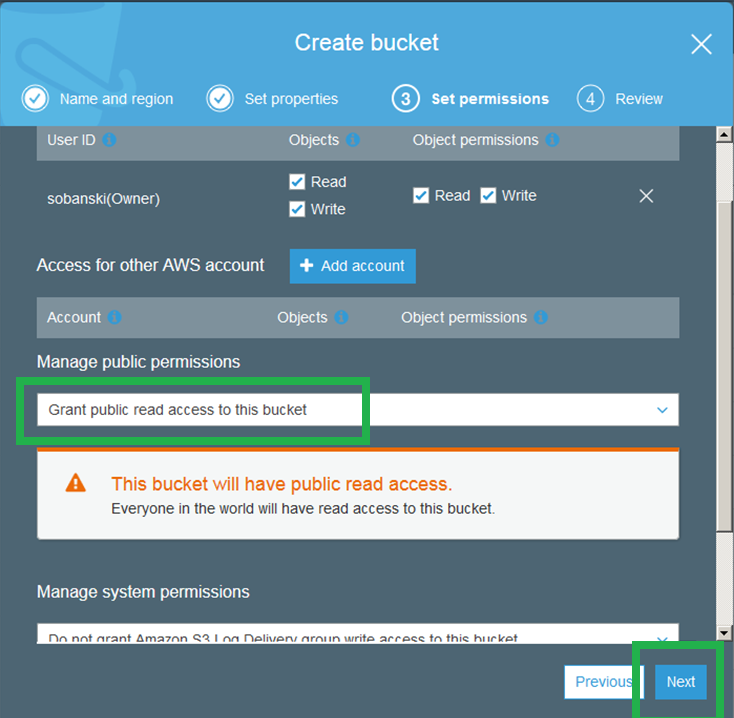 Create bucket
Name and region Set properties 3 Set permissions 4 Review
User ID Objects Object permissions
sobanski(Owner) Read Write Read Write
Access for other AWS account Add account
Account Objects Object permissions
Manage public permissions
Grant public read access to this bucket
This bucket will have public read access.
Everyone in the world will have read access to this bucket.
Manage system permissions
Do not grant Amazon S3 Log Delivery group write access to this bucket
Previous Next